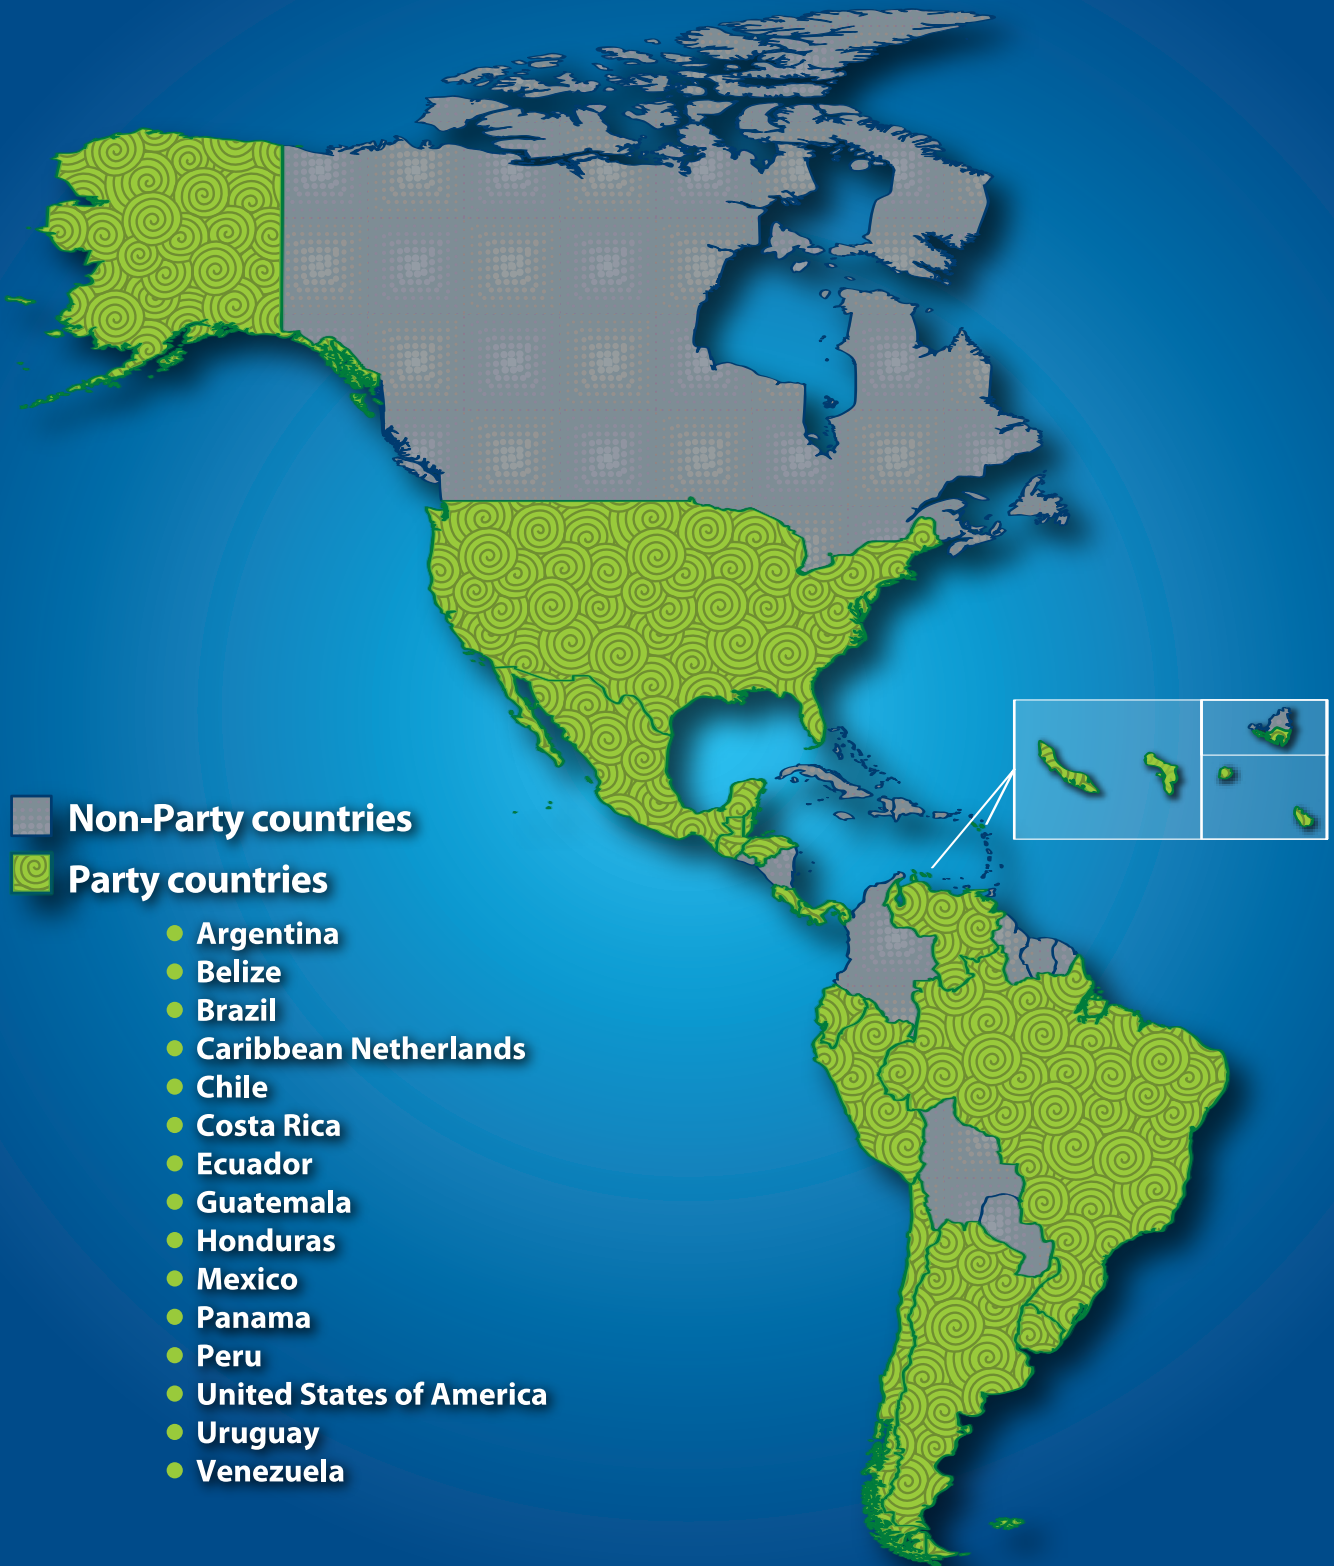 Non-Party countries
Party countries
Argentina
Belize
Brazil
Caribbean Netherlands
Chile
Costa Rica
Ecuador
Guatemala
Honduras
Mexico
Panama
Peru
United States of America
Uruguay
Venezuela